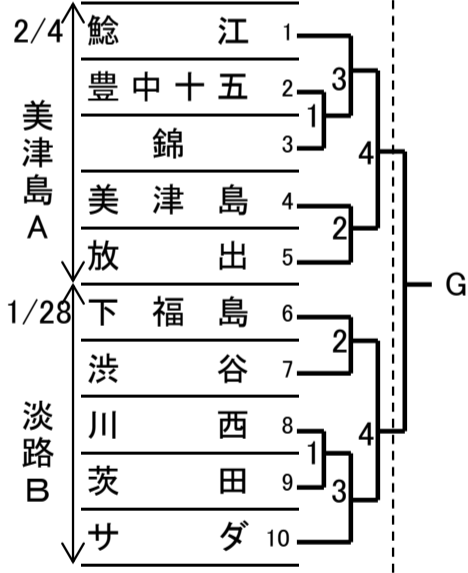 2/4
美津島A
1/28
淡路B
鯰江 1
豊中十五 2
錦 3
美津島 4
放出 5
下福島 6
渋谷 7
川西 8
茨田 9
サダ 10
3
1
4
2
G
2
4
1
3